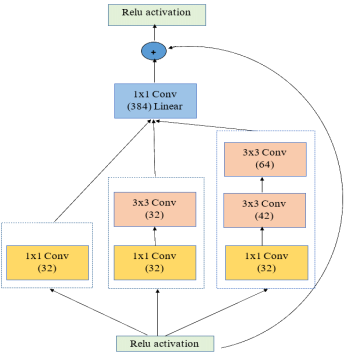 Relu activation
+
1x1 Conv
(384) Linear
3x3 Conv
(64)
3x3 Conv
(32)
3x3 Conv
(42)
1x1 Conv
(32)
1x1 Conv
(32)
1x1 Conv
(32)
Relu activation